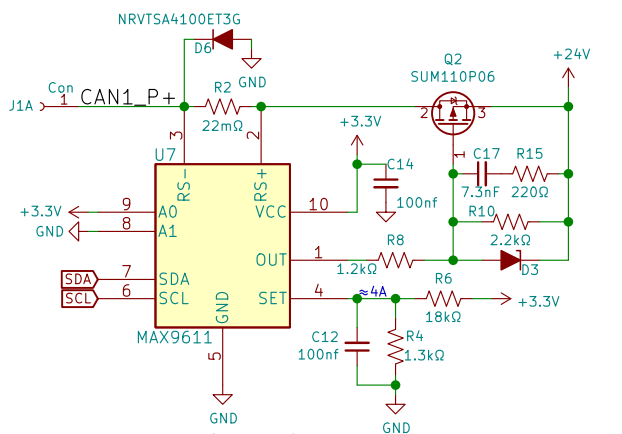 NRVTSA4100ET3G
D6
GND
Q2
SUM110P06
+24V
Con
J1A
1
CAN1_P+
R2
22mΩ
2
3
3
2
+3.3V
1
U7
RS-
RS+
C14
100nf
C17
7.3nF
R15
220Ω
+3.3V
9
A0
VCC
10
GND
8
A1
R10
2.2kΩ
OUT
1
R8
1.2kΩ
D3
SDA
7
SDA
SCL
6
SCL
GND
SET
4
≈4A
R6
18kΩ
+3.3V
MAX9611
5
C12
100nf
R4
1.3kΩ
GND
GND